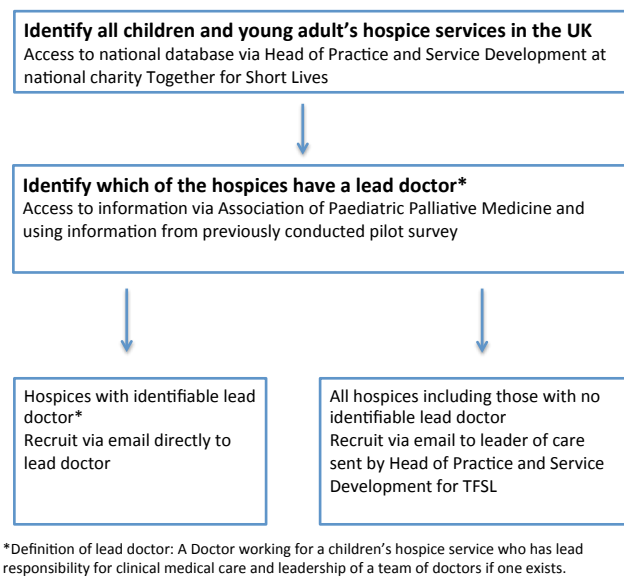 Identify all children and young adult's hospice services in the UK
Access to national database via Head of Practice and Service Development at
national charity Together for Short Lives
Identify which of the hospices have a lead doctor*
Access to information via Association of Paediatric Palliative Medicine and
using information from previously conducted pilot survey
Hospices with identifiable lead
doctor*
Recruit via email directly to
lead doctor
All hospices including those with no
identifiable lead doctor
Recruit via email to leader of care
sent by Head of Practice and Service
Development for TFSL
*Definition of lead doctor: A Doctor working for a children's hospice service who has lead
responsibility for clinical medical care and leadership of a team of doctors if one exists.